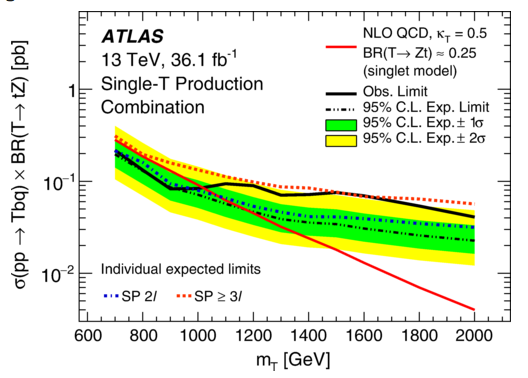 ATLAS
13 TeV, 36.1 fb⁻¹
Single-T Production
Combination
NLO QCD, κ_T = 0.5
BR(T→ Zt) ≈ 0.25
(singlet model)
Obs. Limit
95% C.L. Exp. Limit
95% C.L. Exp. ± 1σ
95% C.L. Exp. ± 2σ
σ(pp → Tbq) × BR(T→ tZ) [pb]
1
10⁻¹
10⁻²
Individual expected limits
SP 2l
SP ≥ 3l
600 800 1000 1200 1400 1600 1800 2000
m_T [GeV]